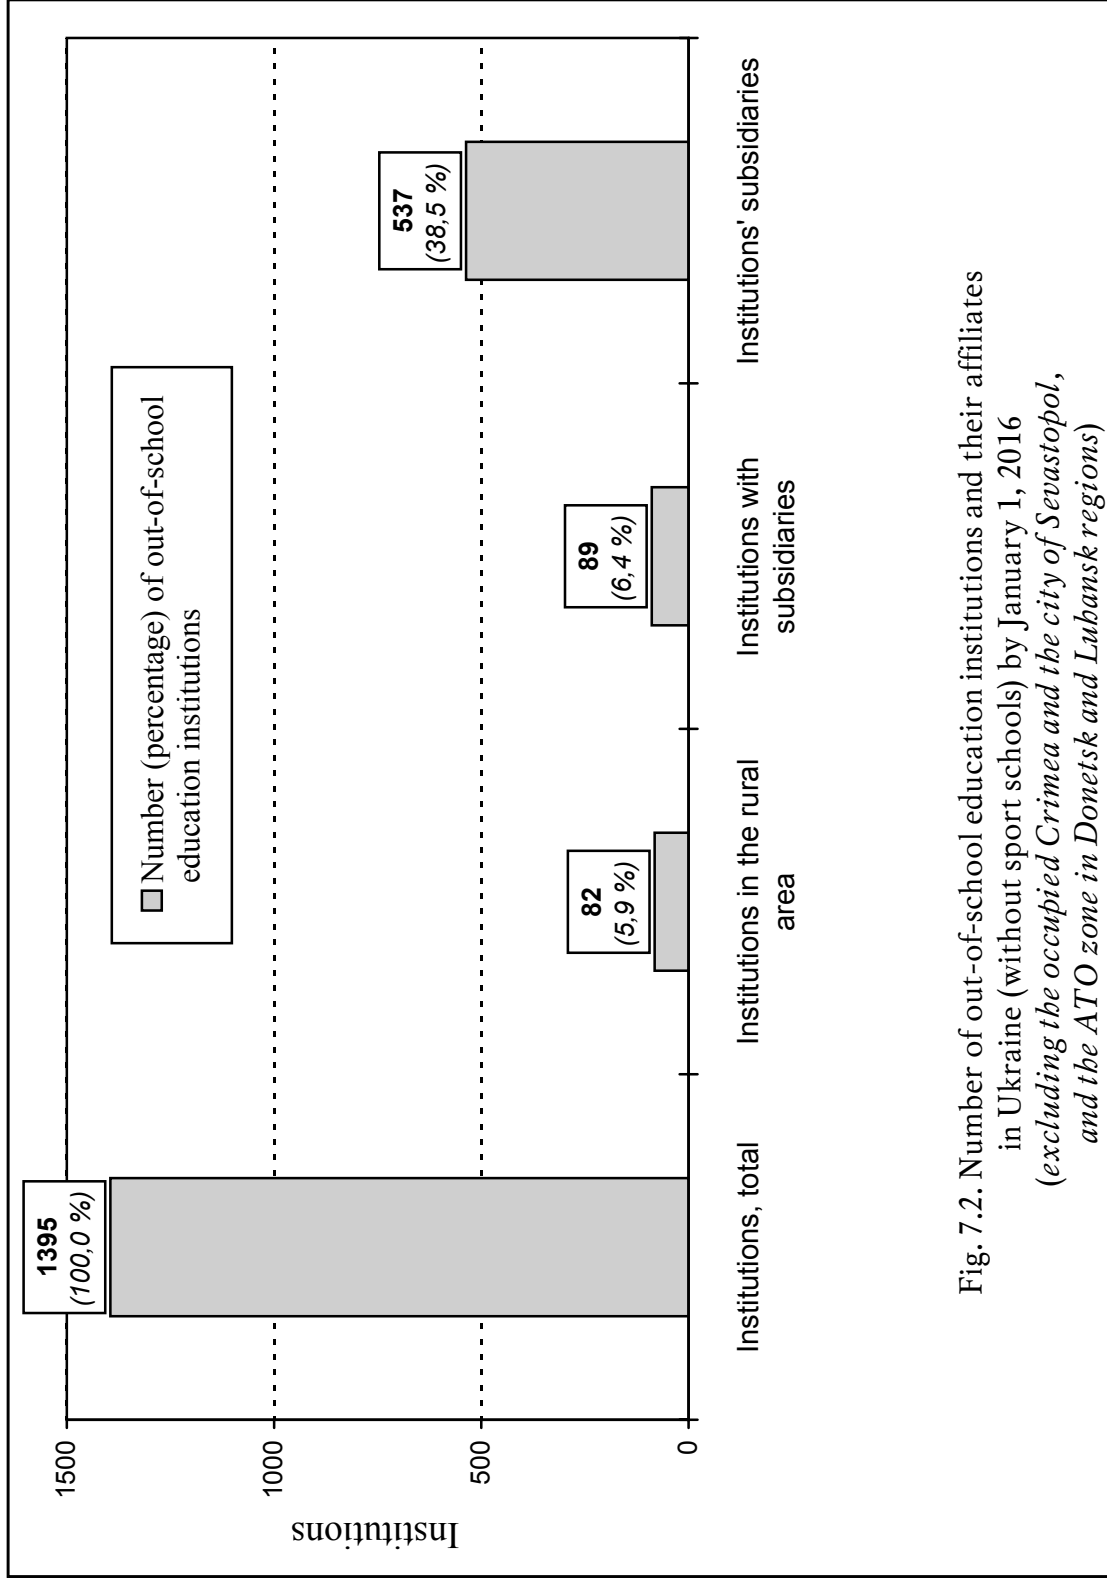 1500
1000
500
0
Institutions
1395
(100,0 %)
82
(5,9 %)
89
(6,4 %)
537
(38,5 %)
Number (percentage) of out-of-school
education institutions
Institutions, total
Institutions in the rural
area
Institutions with
subsidiaries
Institutions' subsidiaries
Fig. 7.2. Number of out-of-school education institutions and their affiliates
in Ukraine (without sport schools) by January 1, 2016
(excluding the occupied Crimea and the city of Sevastopol,
and the ATO zone in Donetsk and Luhansk regions)